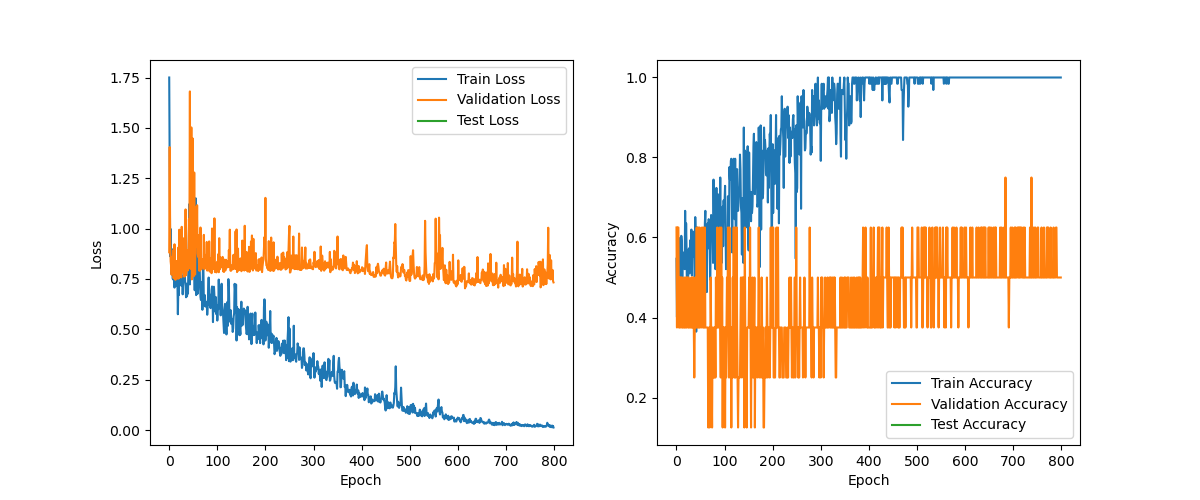 Train Loss
Validation Loss
Test Loss
1.75
1.50
1.25
1.00
0.75
0.50
0.25
0.00
Loss
0 100 200 300 400 500 600 700 800
Epoch
1.0
0.8
0.6
0.4
0.2
Accuracy
Train Accuracy
Validation Accuracy
Test Accuracy
0 100 200 300 400 500 600 700 800
Epoch